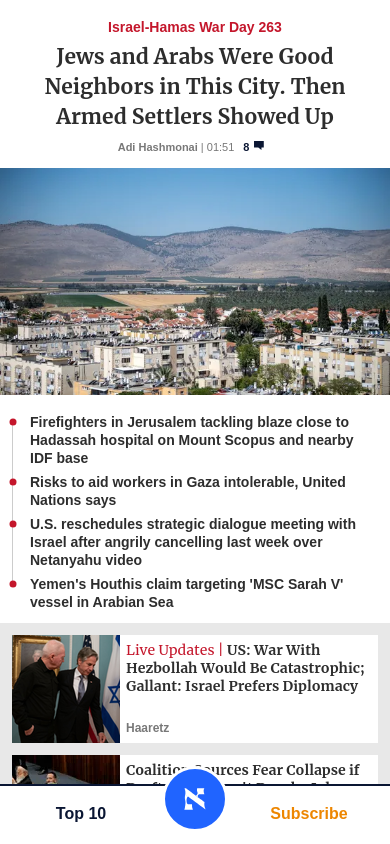 Israel-Hamas War Day 263
Jews and Arabs Were Good
Neighbors in This City. Then
Armed Settlers Showed Up
Adi Hashmonai | 01:51 8
Firefighters in Jerusalem tackling blaze close to
Hadassah hospital on Mount Scopus and nearby
IDF base
Risks to aid workers in Gaza intolerable, United
Nations says
U.S. reschedules strategic dialogue meeting with
Israel after angrily cancelling last week over
Netanyahu video
Yemen's Houthis claim targeting 'MSC Sarah V'
vessel in Arabian Sea
Live Updates | US: War With
Hezbollah Would Be Catastrophic;
Gallant: Israel Prefers Diplomacy
Haaretz
Coalition Sources Fear Collapse if
Top 10
Subscribe